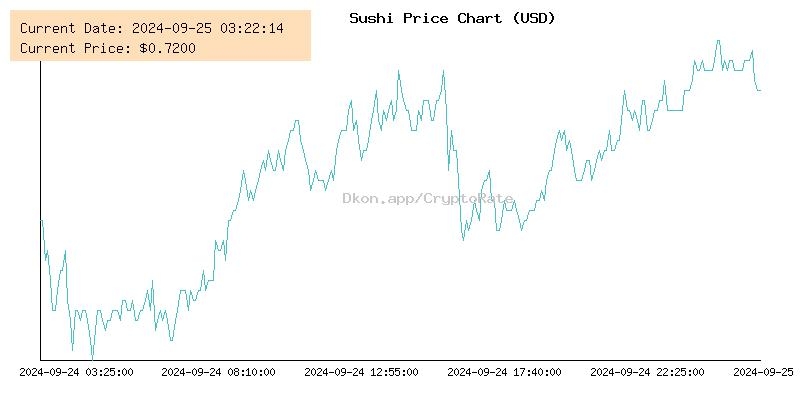 Sushi Price Chart (USD)
Current Date: 2024-09-25 03:22:14
Current Price: $0.7200
Dkon.app/CryptoRate
2024-09-24 03:25:00 2024-09-24 08:10:00 2024-09-24 12:55:00 2024-09-24 17:40:00 2024-09-24 22:25:00 2024-09-25